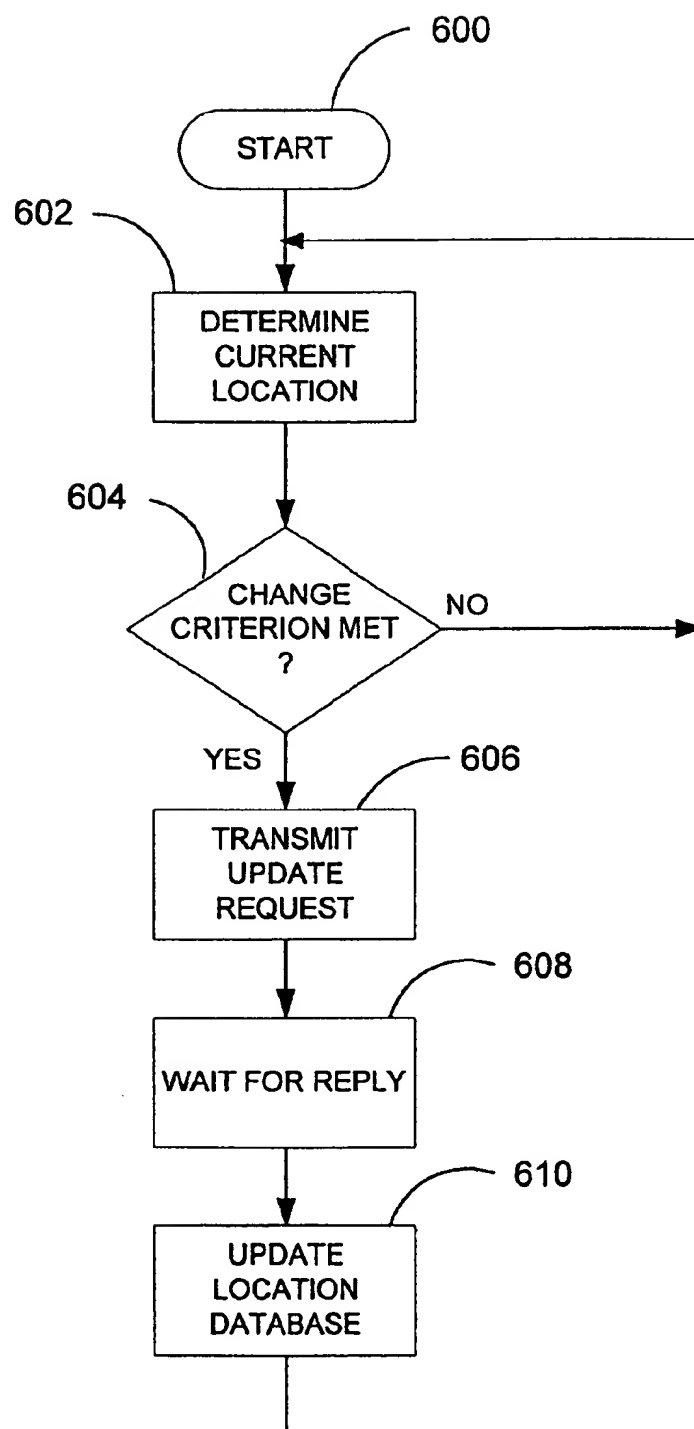 600
START
602
DETERMINE
CURRENT
LOCATION
604
CHANGE
CRITERION MET
?
NO
YES
606
TRANSMIT
UPDATE
REQUEST
608
WAIT FOR REPLY
610
UPDATE
LOCATION
DATABASE